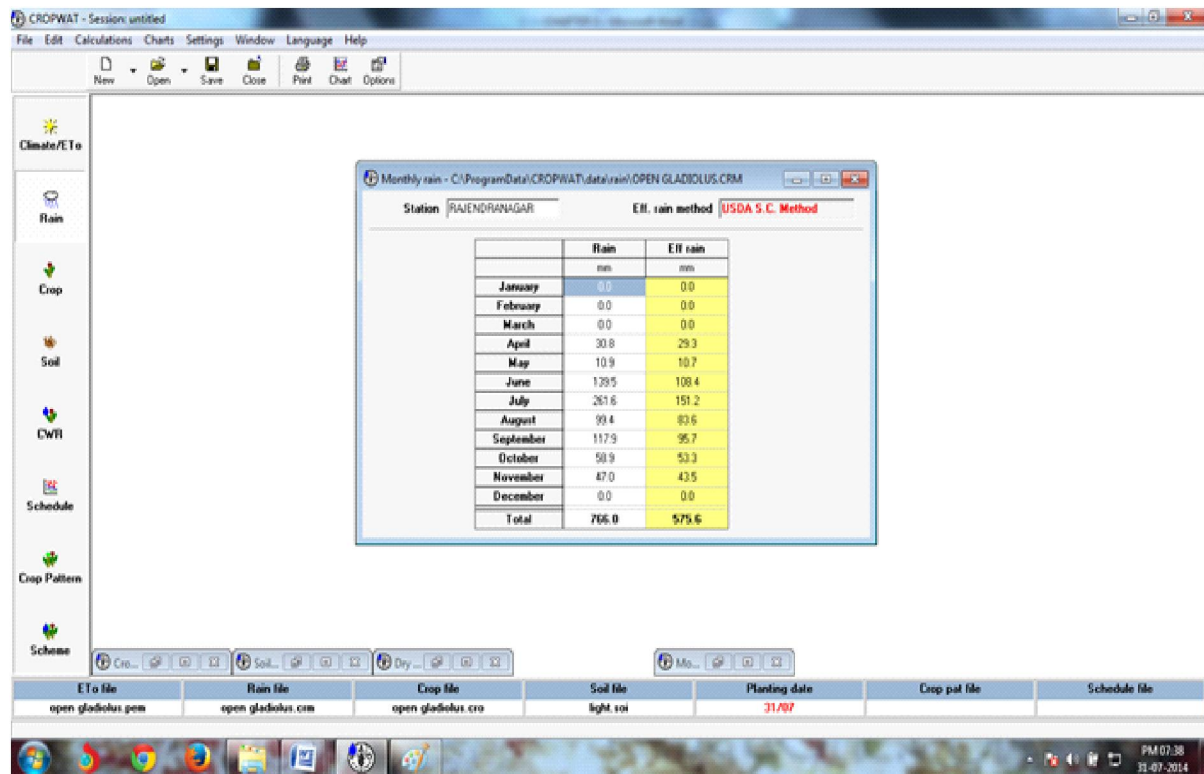 CROPWAT - Session: untitled
File Edit Calculations Charts Settings Window Language Help
New Open Save Close Print Chart Options
Climate/ETo
Rain
Crop
Soil
CWR
Schedule
Crop Pattern
Scheme
Monthly rain - C:\ProgramData\CROPWAT\data\rain\OPEN GLADIOLUS.CRM
Station RAJENDRANAGAR Eff. rain method USDA S.C. Method
Rain Eff rain
mm mm
January 0.0 0.0
February 0.0 0.0
March 0.0 0.0
April 30.8 29.3
May 10.9 10.7
June 139.5 108.4
July 261.6 151.2
August 99.4 83.6
September 117.9 95.7
October 58.9 53.3
November 47.0 43.5
December 0.0 0.0
Total 766.0 575.6
Cro... Soil... Dry ... Mo...
ETo file Rain file Crop file Soil file Planting date Crop pat file Schedule file
open gladiolus.pem open gladiolus.crm open gladiolus.cro light.soi 31/07
PM 07:38
31-07-2014